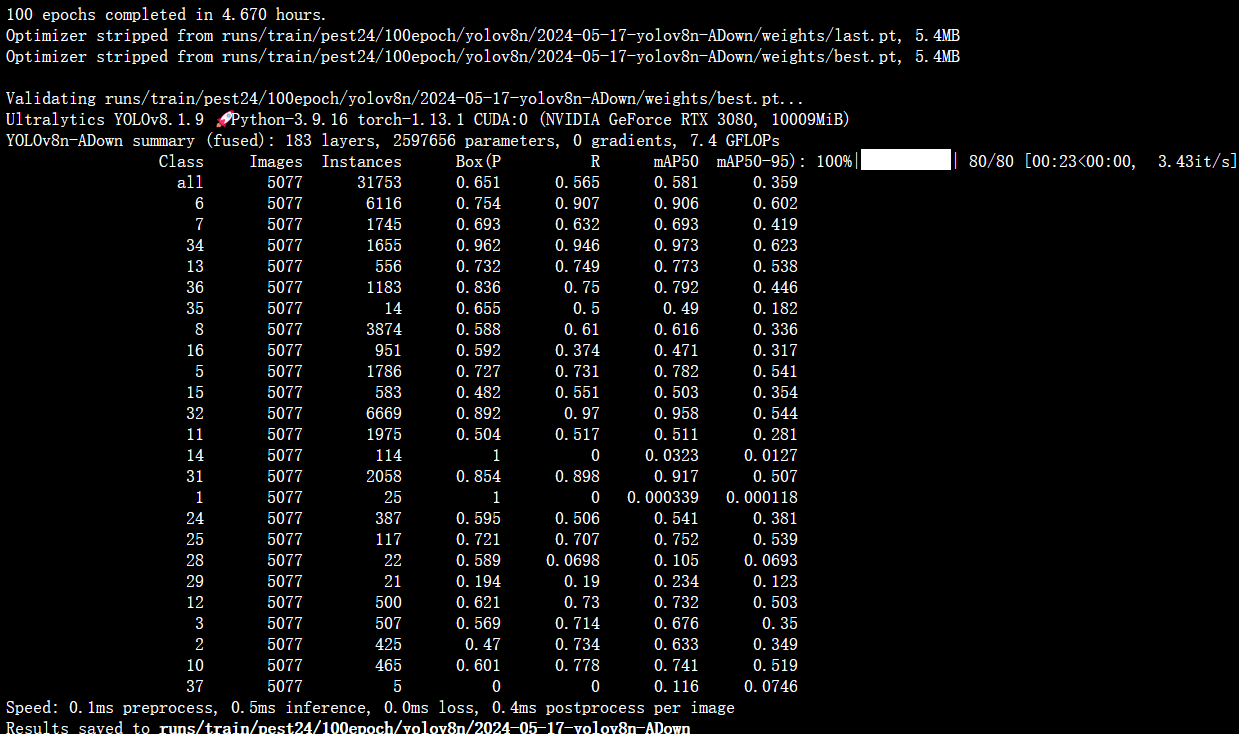 100 epochs completed in 4.670 hours.
Optimizer stripped from runs/train/pest24/100epoch/yolov8n/2024-05-17-yolov8n-ADown/weights/last.pt, 5.4MB
Optimizer stripped from runs/train/pest24/100epoch/yolov8n/2024-05-17-yolov8n-ADown/weights/best.pt, 5.4MB
Validating runs/train/pest24/100epoch/yolov8n/2024-05-17-yolov8n-ADown/weights/best.pt...
Ultralytics YOLOv8.1.9 🚀Python-3.9.16 torch-1.13.1 CUDA:0 (NVIDIA GeForce RTX 3080, 10009MiB)
YOLOv8n-ADown summary (fused): 183 layers, 2597656 parameters, 0 gradients, 7.4 GFLOPs
Class Images Instances Box(P R mAP50 mAP50-95): 100%|██████████| 80/80 [00:23<00:00, 3.43it/s]
all 5077 31753 0.651 0.565 0.581 0.359
6 5077 6116 0.754 0.907 0.906 0.602
7 5077 1745 0.693 0.632 0.693 0.419
34 5077 1655 0.962 0.946 0.973 0.623
13 5077 556 0.732 0.749 0.773 0.538
36 5077 1183 0.836 0.75 0.792 0.446
35 5077 14 0.655 0.5 0.49 0.182
8 5077 3874 0.588 0.61 0.616 0.336
16 5077 951 0.592 0.374 0.471 0.317
5 5077 1786 0.727 0.731 0.782 0.541
15 5077 583 0.482 0.551 0.503 0.354
32 5077 6669 0.892 0.97 0.958 0.544
11 5077 1975 0.504 0.517 0.511 0.281
14 5077 114 1 0 0.0323 0.0127
31 5077 2058 0.854 0.898 0.917 0.507
1 5077 25 1 0 0.000339 0.000118
24 5077 387 0.595 0.506 0.541 0.381
25 5077 117 0.721 0.707 0.752 0.539
28 5077 22 0.589 0.0698 0.105 0.0693
29 5077 21 0.194 0.19 0.234 0.123
12 5077 500 0.621 0.73 0.732 0.503
3 5077 507 0.569 0.714 0.676 0.35
2 5077 425 0.47 0.734 0.633 0.349
10 5077 465 0.601 0.778 0.741 0.519
37 5077 5 0 0 0.116 0.0746
Speed: 0.1ms preprocess, 0.5ms inference, 0.0ms loss, 0.4ms postprocess per image
Results saved to runs/train/pest24/100epoch/yolov8n/2024-05-17-yolov8n-ADown